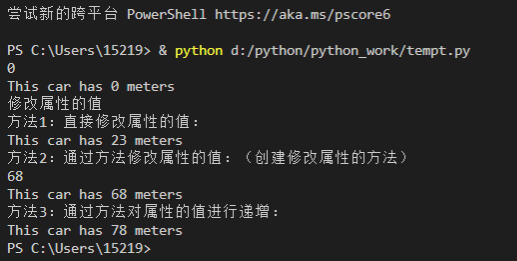 尝试新的跨平台 PowerShell https://aka.ms/pscore6
PS C:\Users\15219> & python d:/python/python_work/tempt.py
0
This car has 0 meters
修改属性的值
方法1：直接修改属性的值：
This car has 23 meters
方法2：通过方法修改属性的值：（创建修改属性的方法）
68
This car has 68 meters
方法3：通过方法对属性的值进行递增：
This car has 78 meters
PS C:\Users\15219>